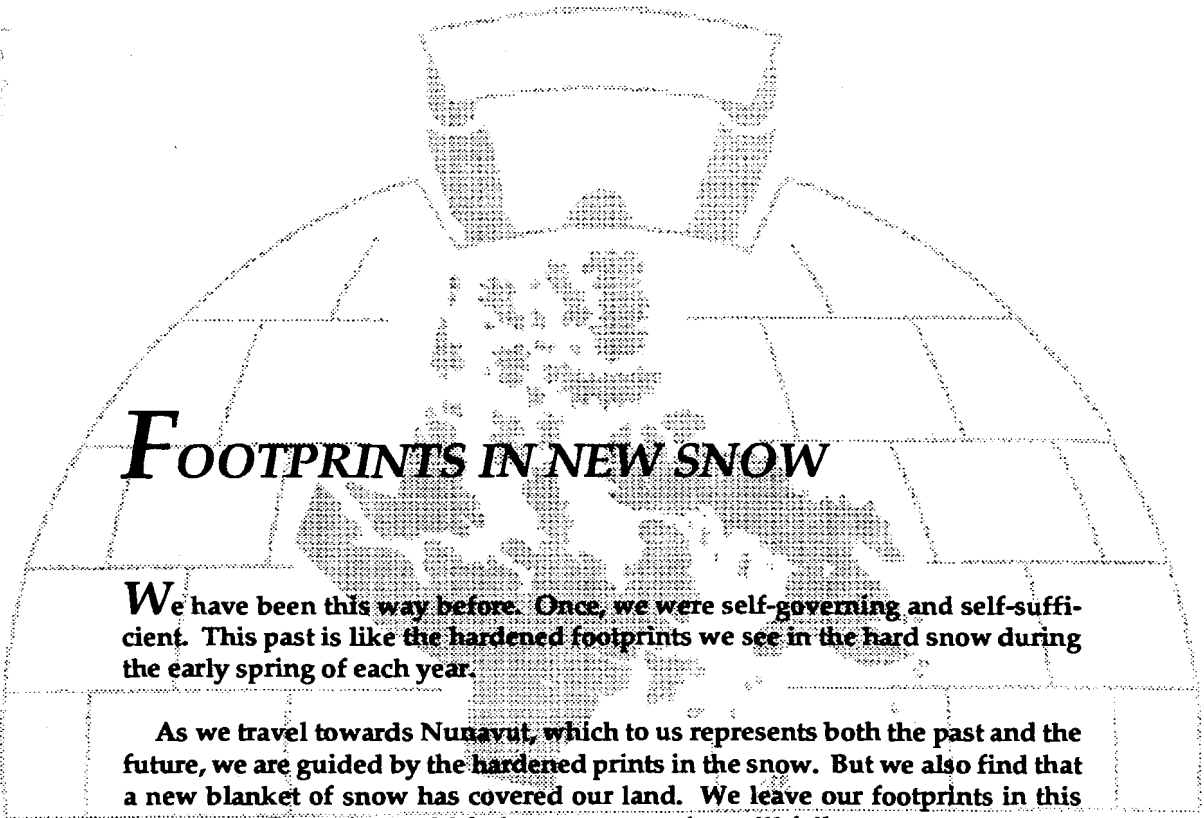 FOOTPRINTS IN NEW SNOW
We have been this way before. Once, we were self-governing and self-suffi-
cient. This past is like the hardened footprints we see in the hard snow during
the early spring of each year.
As we travel towards Nunavut, which to us represents both the past and the
future, we are guided by the hardened prints in the snow. But we also find that
a new blanket of snow has covered our land. We leave our footprints in this